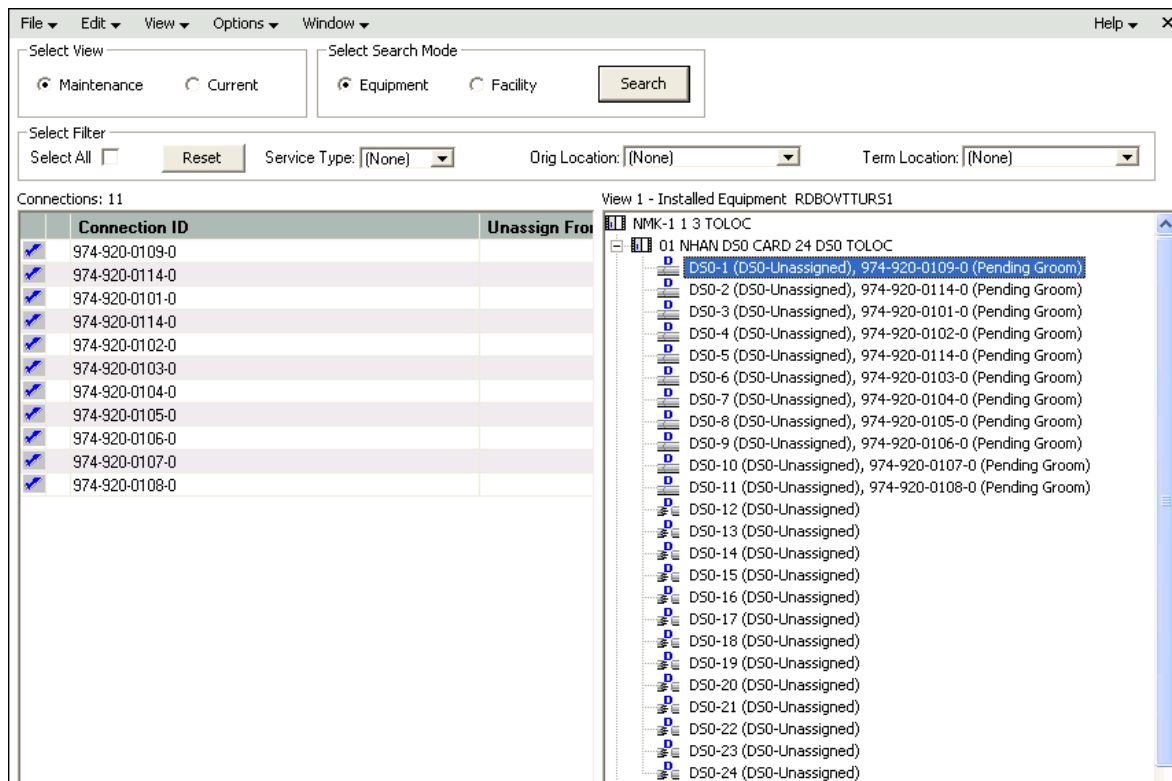 File Edit View Options Window Help
Select View Select Search Mode
Maintenance Current Equipment Facility Search
Select Filter
Select All Reset Service Type: (None) Orig Location: (None) Term Location: (None)
Connections: 11
Connection ID Unassign Fro
974-920-0109-0
974-920-0114-0
974-920-0101-0
974-920-0114-0
974-920-0102-0
974-920-0103-0
974-920-0104-0
974-920-0105-0
974-920-0106-0
974-920-0107-0
974-920-0108-0
View 1 - Installed Equipment RDBOVTTURS1
NMK-1 1 3 TOLOC
01 NHAN DS0 CARD 24 DS0 TOLOC
DS0-1 (DS0-Unassigned), 974-920-0109-0 (Pending Groom)
DS0-2 (DS0-Unassigned), 974-920-0114-0 (Pending Groom)
DS0-3 (DS0-Unassigned), 974-920-0101-0 (Pending Groom)
DS0-4 (DS0-Unassigned), 974-920-0102-0 (Pending Groom)
DS0-5 (DS0-Unassigned), 974-920-0114-0 (Pending Groom)
DS0-6 (DS0-Unassigned), 974-920-0103-0 (Pending Groom)
DS0-7 (DS0-Unassigned), 974-920-0104-0 (Pending Groom)
DS0-8 (DS0-Unassigned), 974-920-0105-0 (Pending Groom)
DS0-9 (DS0-Unassigned), 974-920-0106-0 (Pending Groom)
DS0-10 (DS0-Unassigned), 974-920-0107-0 (Pending Groom)
DS0-11 (DS0-Unassigned), 974-920-0108-0 (Pending Groom)
DS0-12 (DS0-Unassigned)
DS0-13 (DS0-Unassigned)
DS0-14 (DS0-Unassigned)
DS0-15 (DS0-Unassigned)
DS0-16 (DS0-Unassigned)
DS0-17 (DS0-Unassigned)
DS0-18 (DS0-Unassigned)
DS0-19 (DS0-Unassigned)
DS0-20 (DS0-Unassigned)
DS0-21 (DS0-Unassigned)
DS0-22 (DS0-Unassigned)
DS0-23 (DS0-Unassigned)
DS0-24 (DS0-Unassigned)